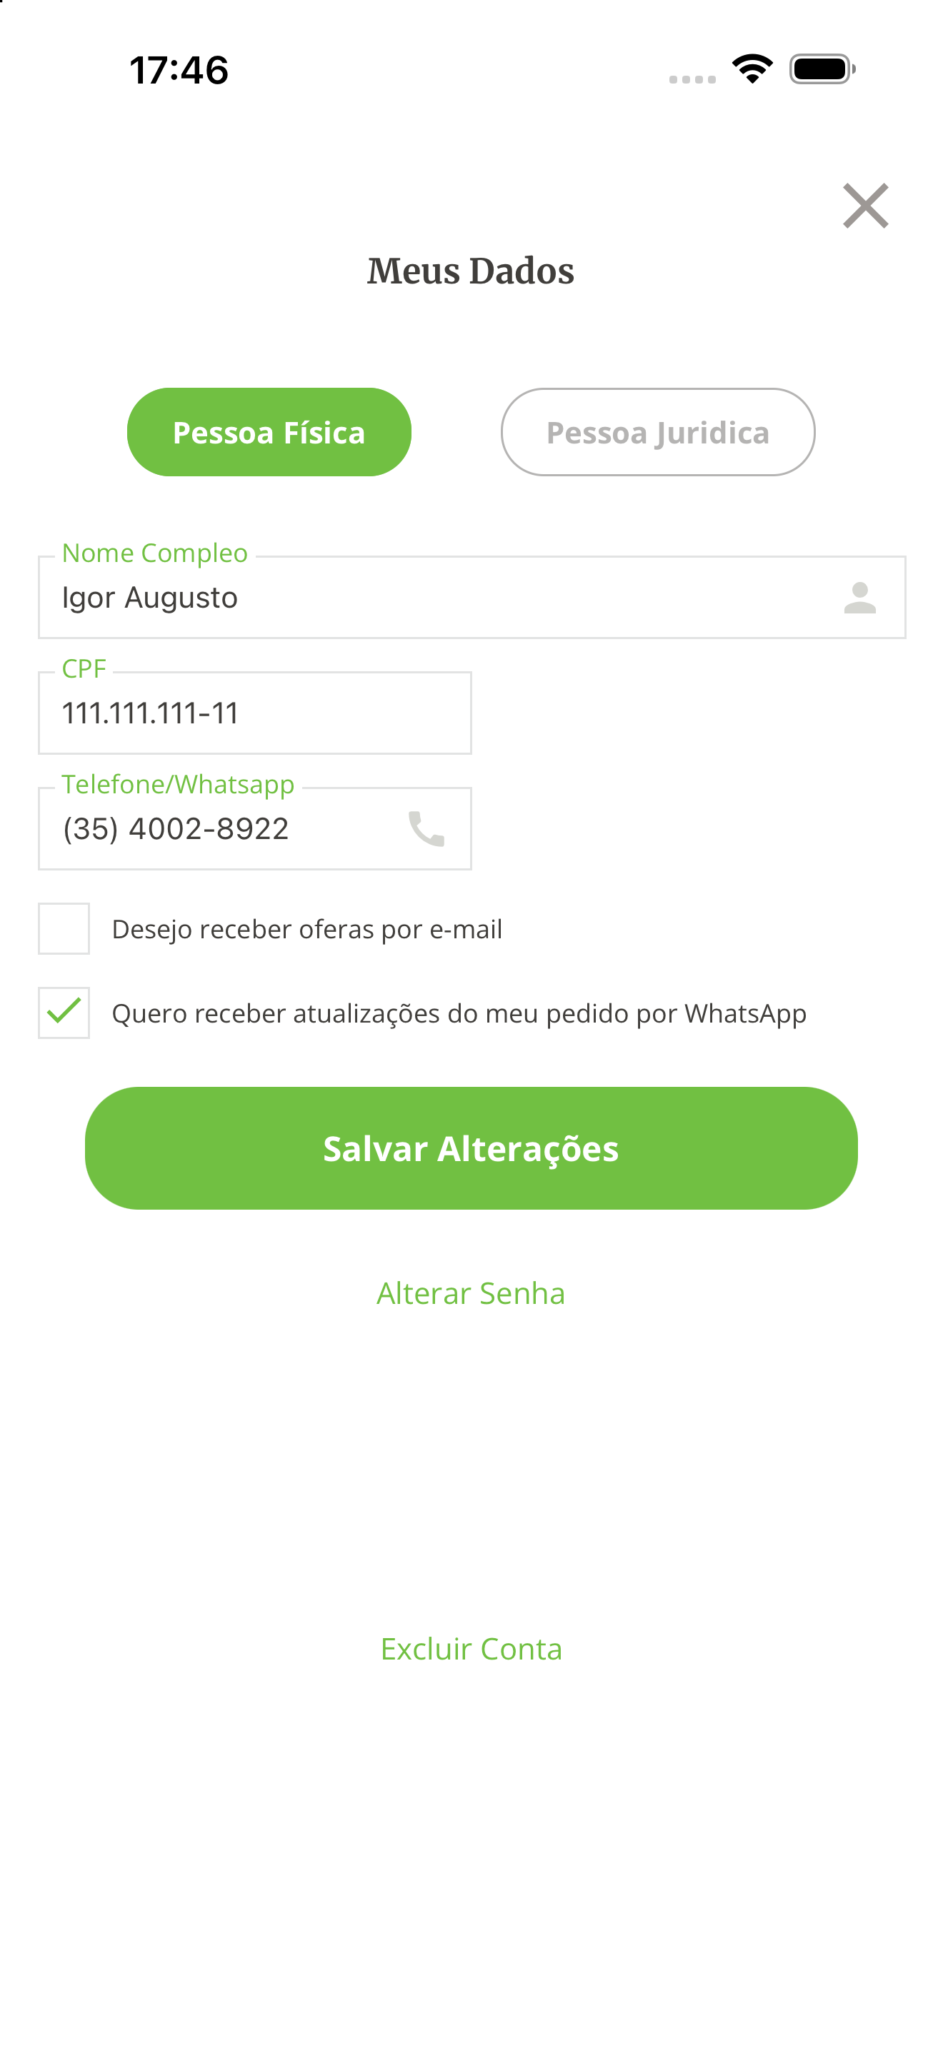 17:46
Meus Dados
Pessoa Física
Pessoa Juridica
Nome Compleo
Igor Augusto
CPF
111.111.111-11
Telefone/Whatsapp
(35) 4002-8922
Desejo receber oferas por e-mail
Quero receber atualizações do meu pedido por WhatsApp
Salvar Alterações
Alterar Senha
Excluir Conta